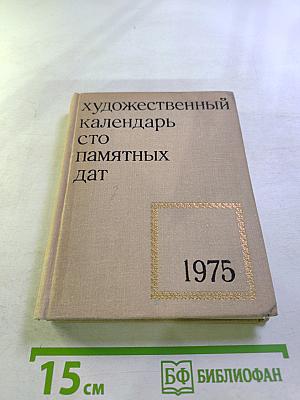 художественный
календарь
сто
памятных
дат
1975
15 см
БФ БИБЛИОФАН